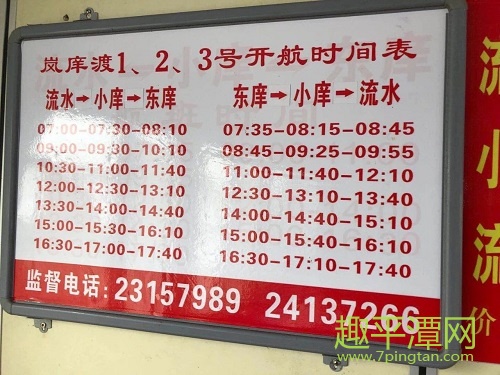 岚庠渡1、2、3号开航时间表
流水→小庠→东庠
东庠→小庠→流水
07:00-07:30-08:10
07:35-08:15-08:45
09:00-09:30-10:10
08:45-09:25-09:55
10:30-11:00-11:40
11:00-11:40-12:10
12:00-12:30-13:10
12:30-13:10-13:40
13:30-14:00-14:40
14:00-14:40-15:10
15:00-15:30-16:10
15:00-15:40-16:10
16:30-17:00-17:40
16:30-17:10-17:40
监督电话:23157989 24137266
流
流
价
趣平潭网
www.7pingtan.com